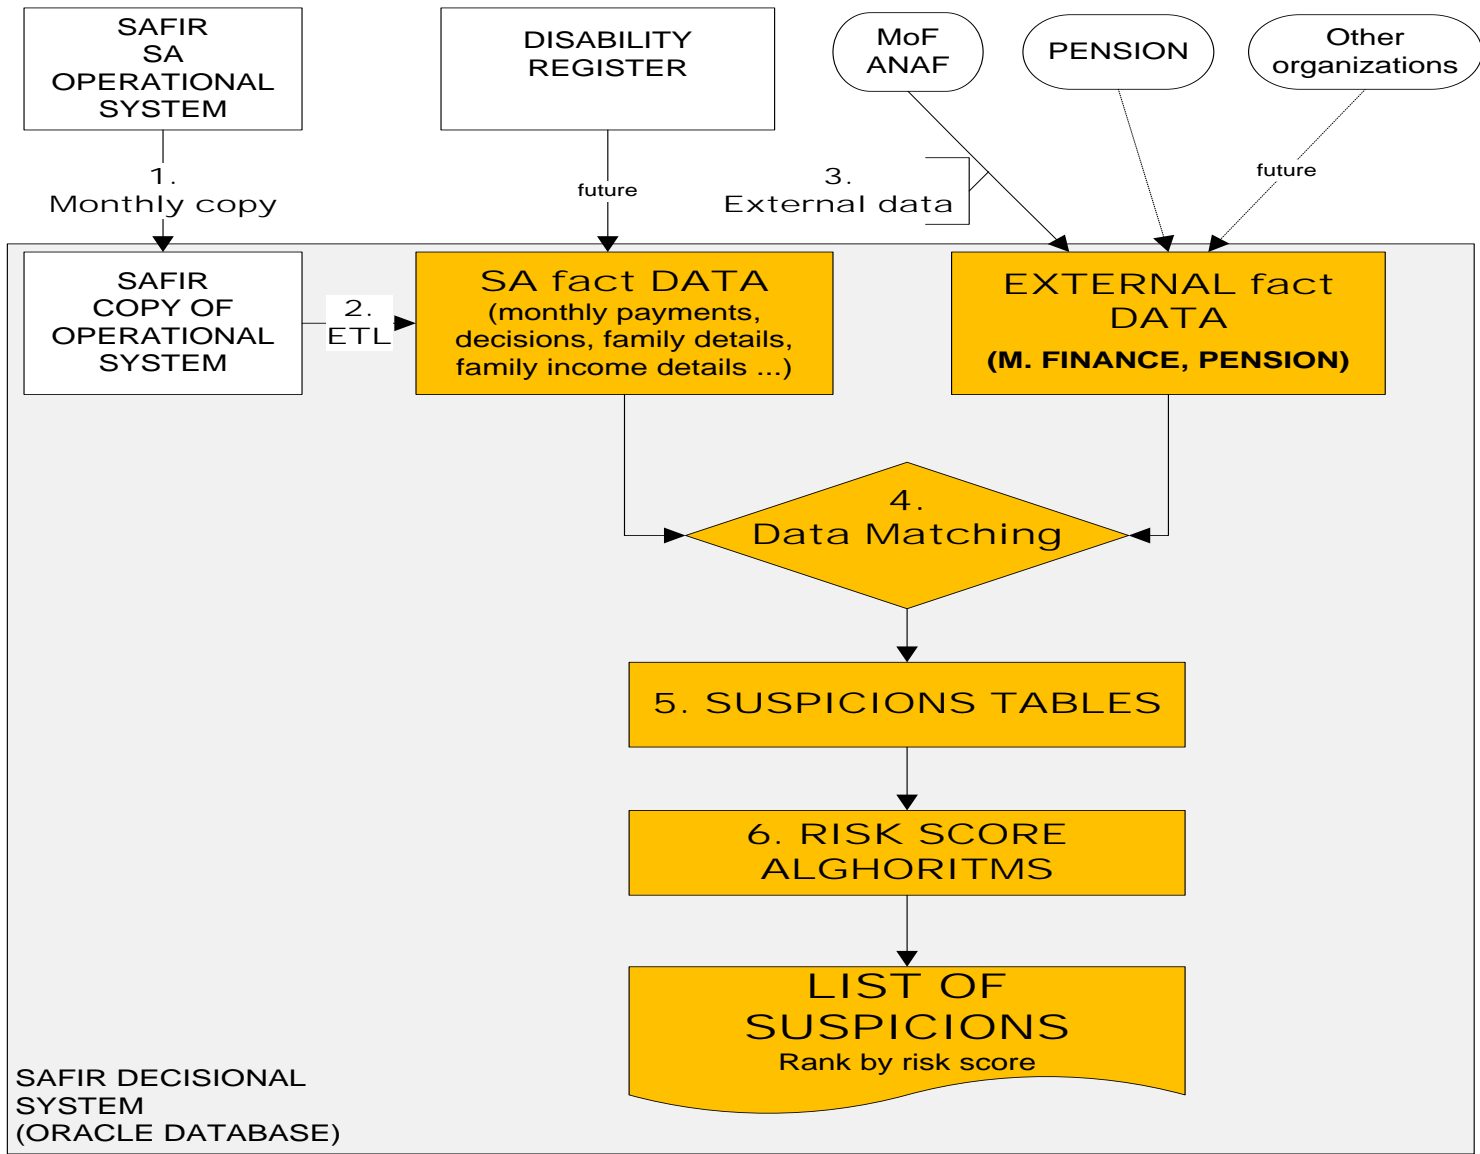 SAFIR
SA
OPERATIONAL
SYSTEM
DISABILITY
REGISTER
MoF
ANAF
PENSION
Other
organizations
1.
Monthly copy
future
3.
External data
future
SAFIR
COPY OF
OPERATIONAL
SYSTEM
2.
ETL
SA fact DATA
(monthly payments,
decisions, family details,
family income details ...)
EXTERNAL fact
DATA
(M. FINANCE, PENSION)
4.
Data Matching
5. SUSPICIONS TABLES
6. RISK SCORE
ALGHORITMS
LIST OF
SUSPICIONS
Rank by risk score
SAFIR DECISIONAL
SYSTEM
(ORACLE DATABASE)